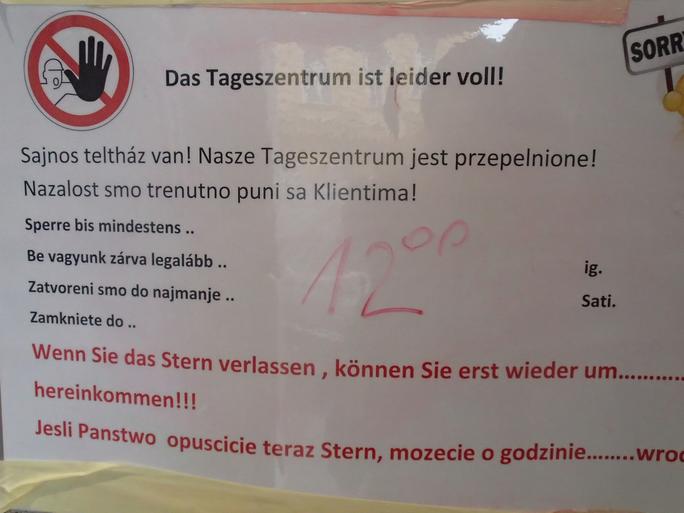 SORRY
Das Tageszentrum ist leider voll!
Sajnos teltház van! Nasze Tageszentrum jest przepelnione!
Nazalost smo trenutno puni sa Klientima!
Sperre bis mindestens ..
Be vagyunk zárva legalább .. ig.
Zatvoreni smo do najmanje .. Sati.
Zamkniete do ..
12⁰⁰
Wenn Sie das Stern verlassen , können Sie erst wieder um...........
hereinkommen!!!
Jesli Panstwo opuscicie teraz Stern, mozecie o godzinie........